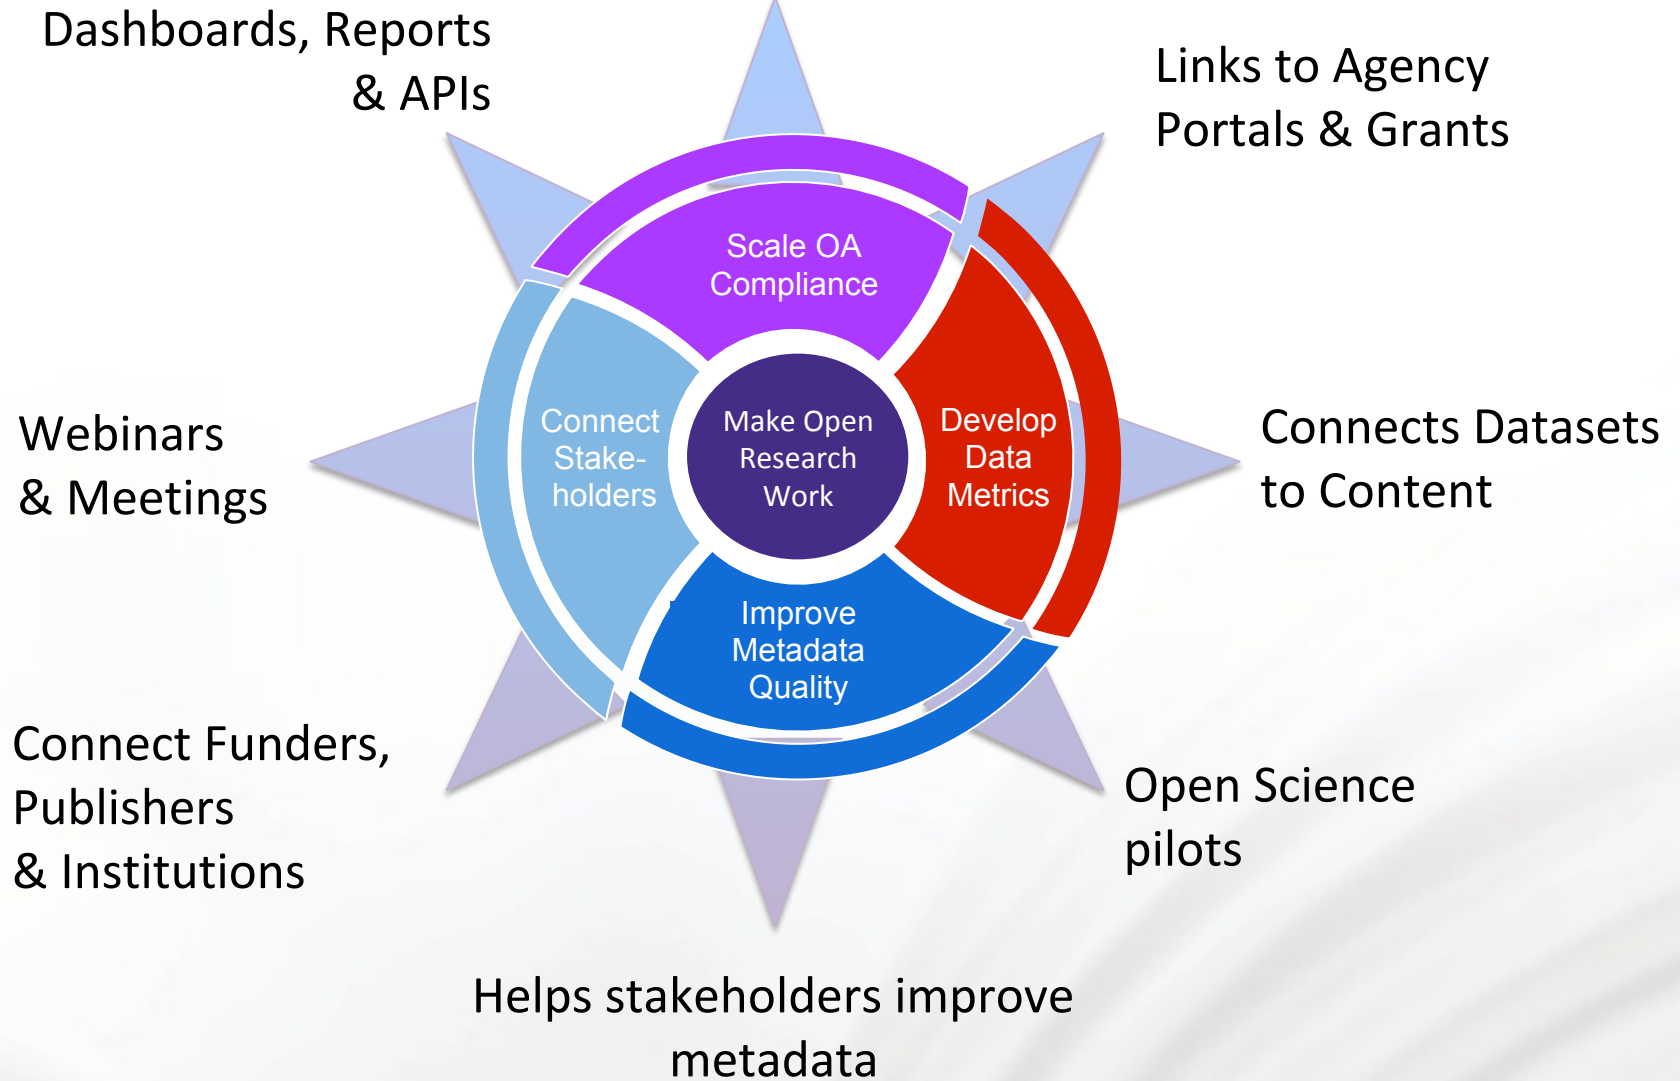 Dashboards, Reports
& APIs
Links to Agency
Portals & Grants
Scale OA
Compliance
Connect
Stake-
holders
Make Open
Research
Work
Develop
Data
Metrics
Webinars
& Meetings
Connects Datasets
to Content
Improve
Metadata
Quality
Connect Funders,
Publishers
& Institutions
Open Science
pilots
Helps stakeholders improve
metadata